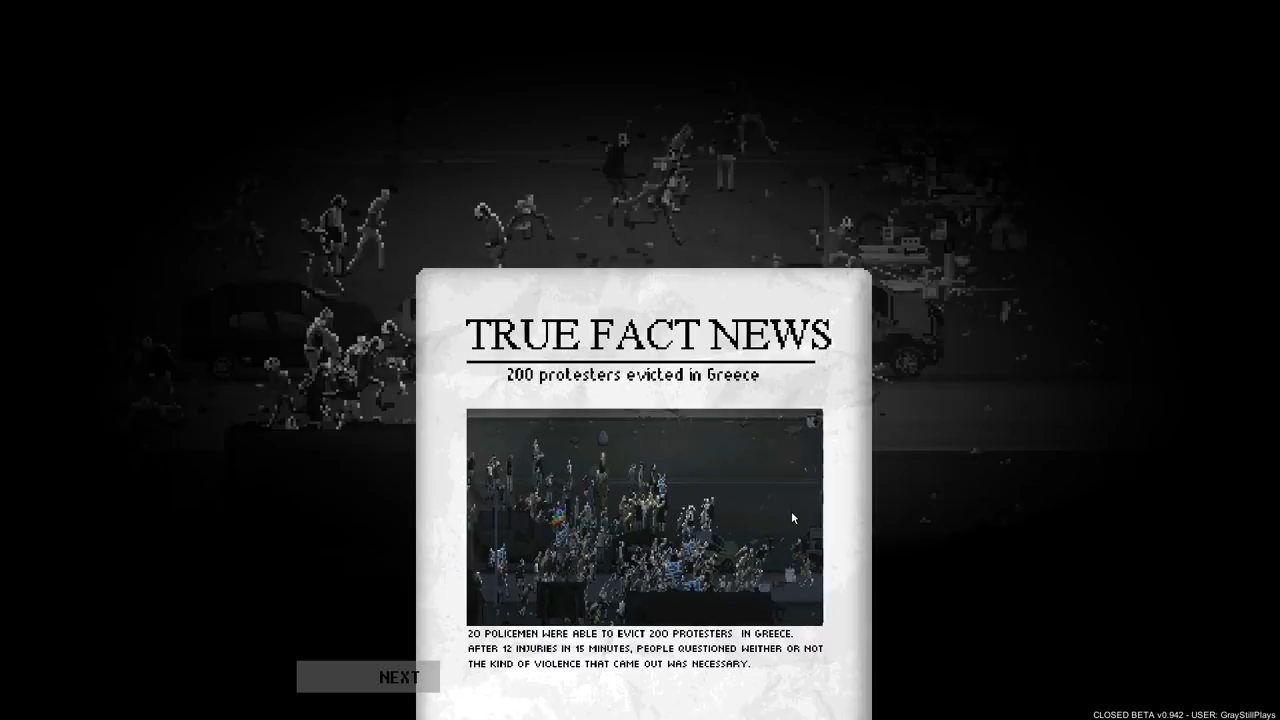 TRUE FACT NEWS
200 protesters evicted in Greece
20 POLICEMEN WERE ABLE TO EVICT 200 PROTESTERS IN GREECE.
AFTER 12 INJURIES IN 15 MINUTES, PEOPLE QUESTIONED WEITHER OR NOT
THE KIND OF VIOLENCE THAT CAME OUT WAS NECESSARY.
NEXT
CLOSED BETA v0.942 - USER: GrayStillPlays